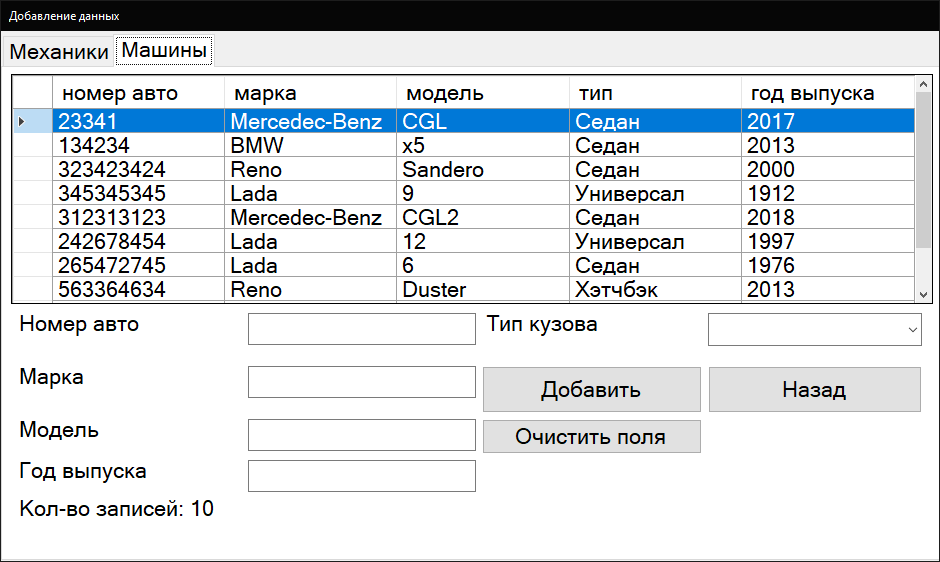 Добавление данных
Механики Машины
номер авто марка модель тип год выпуска
23341 Mercedec-Benz CGL Седан 2017
134234 BMW x5 Седан 2013
323423424 Reno Sandero Седан 2000
345345345 Lada 9 Универсал 1912
312313123 Mercedec-Benz CGL2 Седан 2018
242678454 Lada 12 Универсал 1997
265472745 Lada 6 Седан 1976
563364634 Reno Duster Хэтчбэк 2013
Номер авто Тип кузова
Марка Добавить Назад
Модель Очистить поля
Год выпуска
Кол-во записей: 10